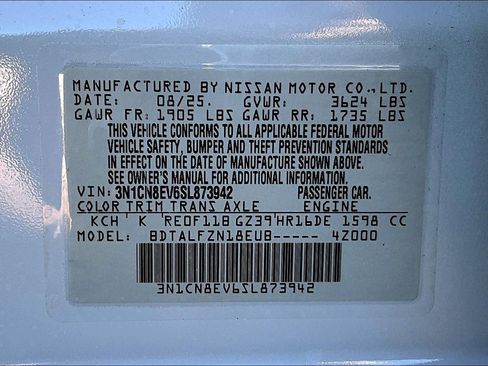 MANUFACTURED BY NISSAN MOTOR CO.,LTD.
DATE: 08/25. GVWR: 3624 LBS
GAWR FR: 1905 LBS GAWR RR: 1735 LBS
THIS VEHICLE CONFORMS TO ALL APPLICABLE FEDERAL MOTOR
VEHICLE SAFETY, BUMPER AND THEFT PREVENTION STANDARDS
IN EFFECT ON THE DATE OF MANUFACTURE SHOWN ABOVE.
SEE OWNER'S MANUAL FOR ADDITIONAL INFORMATION.
VIN: 3N1CN8EV6SL873942 PASSENGER CAR.
COLOR TRIM TRANS AXLE ENGINE
KCH' K 'RE0F11B'GZ39'HR16DE 1598 CC
MODEL: BDTALFZN18EUB----- 4Z000
3N1CN8EV6SL873942